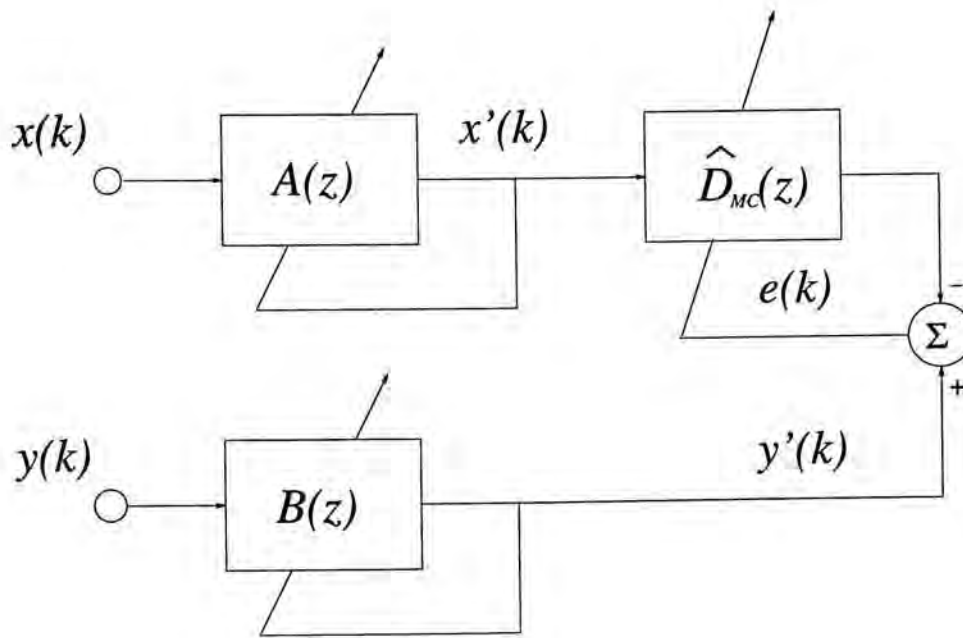 x(k)
A(z)
x’(k)
D̂MC(z)
e(k)
−
Σ
+
y(k)
B(z)
y’(k)